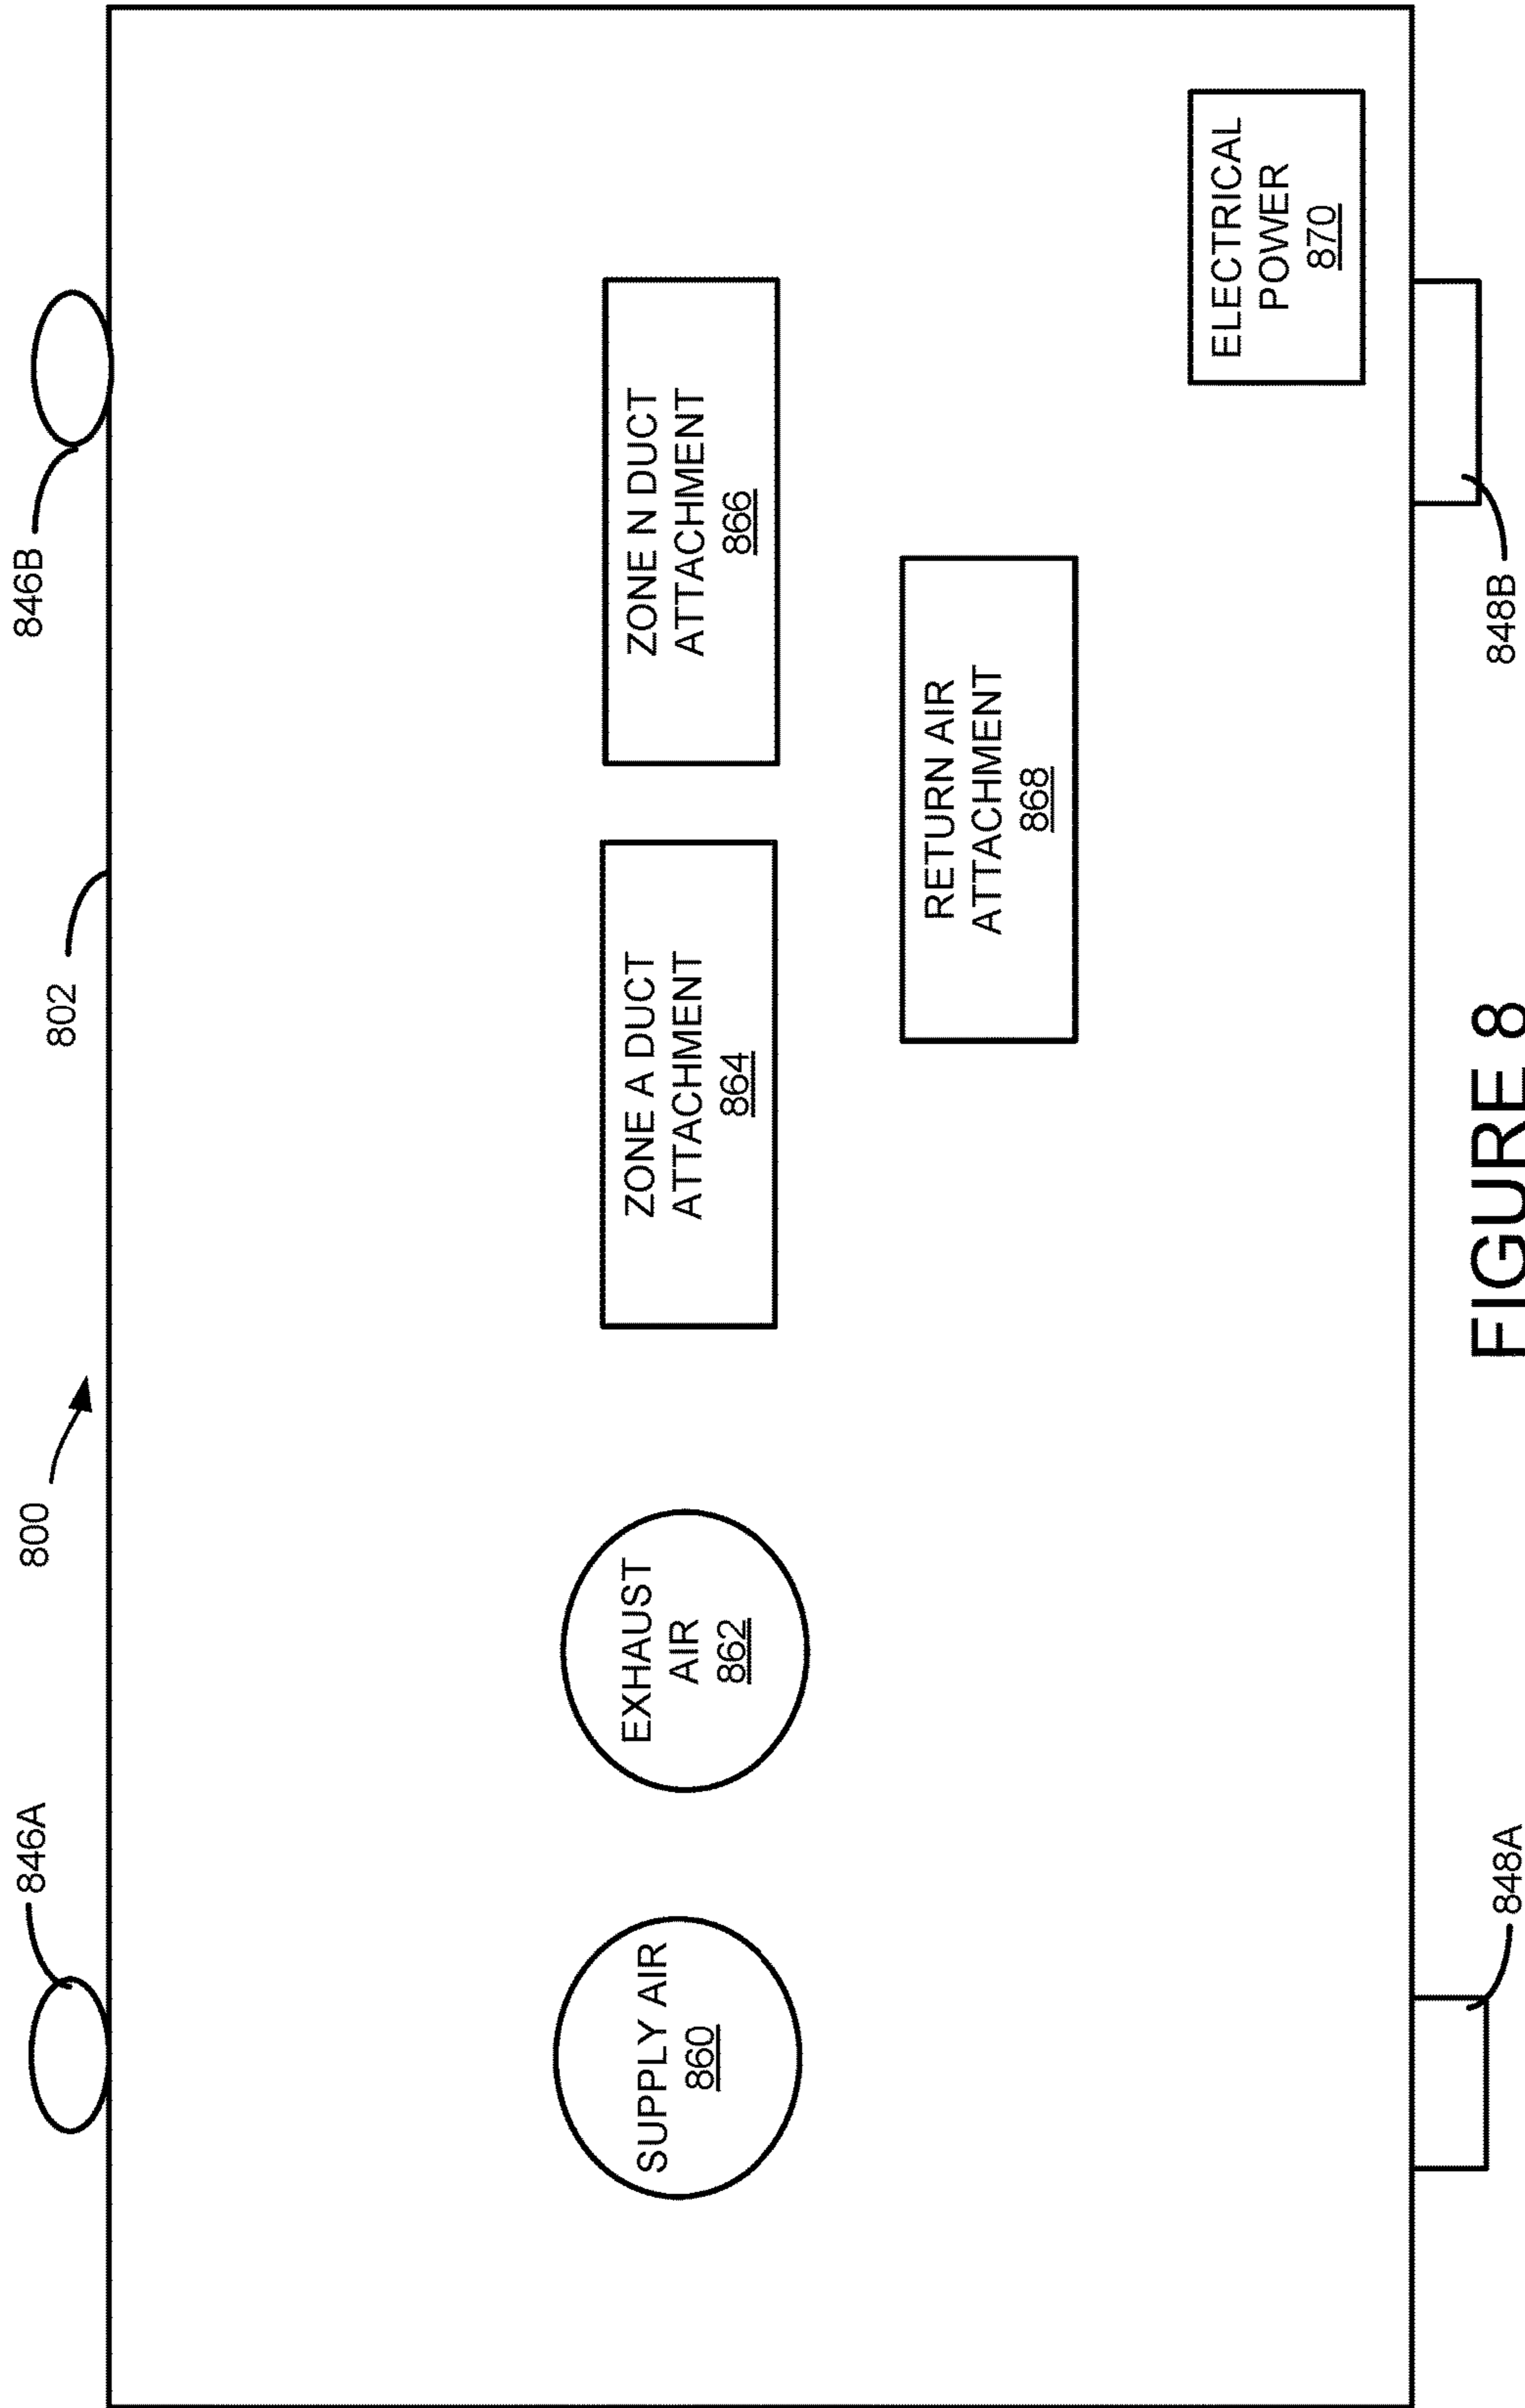 846A
800
802
846B
SUPPLY AIR
860
EXHAUST
AIR
862
ZONE A DUCT
ATTACHMENT
864
ZONE N DUCT
ATTACHMENT
866
RETURN AIR
ATTACHMENT
868
ELECTRICAL
POWER
870
848A
848B
FIGURE 8